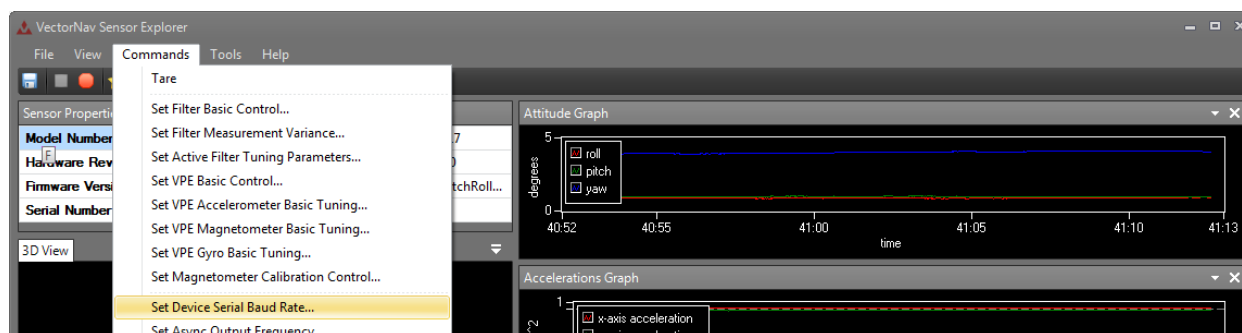 VectorNav Sensor Explorer
File View Commands Tools Help
Tare
Set Filter Basic Control...
Set Filter Measurement Variance...
Set Active Filter Tuning Parameters...
Set VPE Basic Control...
Set VPE Accelerometer Basic Tuning...
Set VPE Magnetometer Basic Tuning...
Set VPE Gyro Basic Tuning...
Set Magnetometer Calibration Control...
Set Device Serial Baud Rate...
Set Async Output Frequency
Sensor Properti
Model Number
F
Serial Number
tchRoll...
3D View
Attitude Graph
5
degrees
0
roll
pitch
yaw
40:52 40:55 41:00 41:05 41:10 41:13
time
Accelerations Graph
1
x-axis acceleration